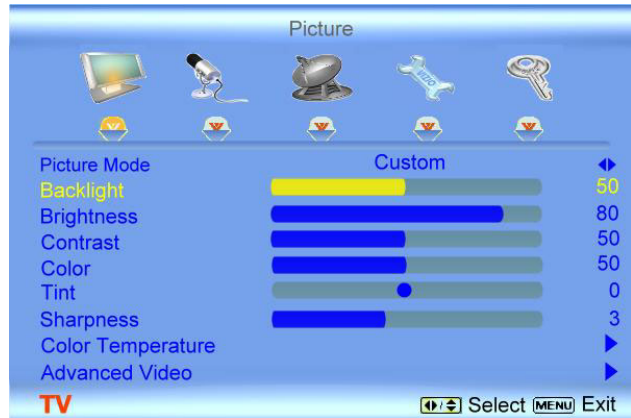 Picture
VIZIO
Picture Mode Custom
Backlight 50
Brightness 80
Contrast 50
Color 50
Tint 0
Sharpness 3
Color Temperature
Advanced Video
TV Select MENU Exit